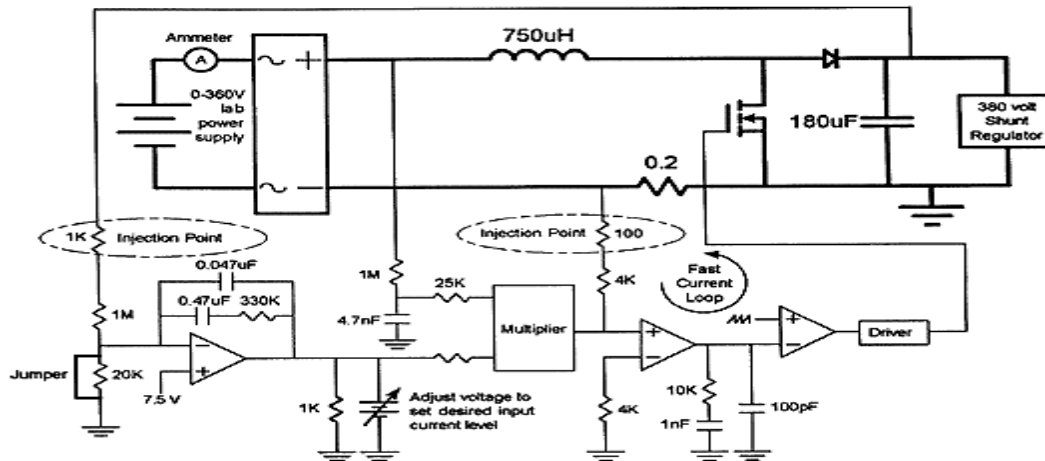 750uH
Ammeter
A
0-360V
lab
power
supply
180uF
380 volt
Shunt
Regulator
0.2
1K
Injection Point
Injection Point
100
0.047uF
0.47uF
330K
1M
25K
4K
Fast
Current
Loop
1M
4.7nF
Multiplier
Driver
Jumper
20K
7.5 V
1K
Adjust voltage to
set desired input
current level
4K
10K
1nF
100pF